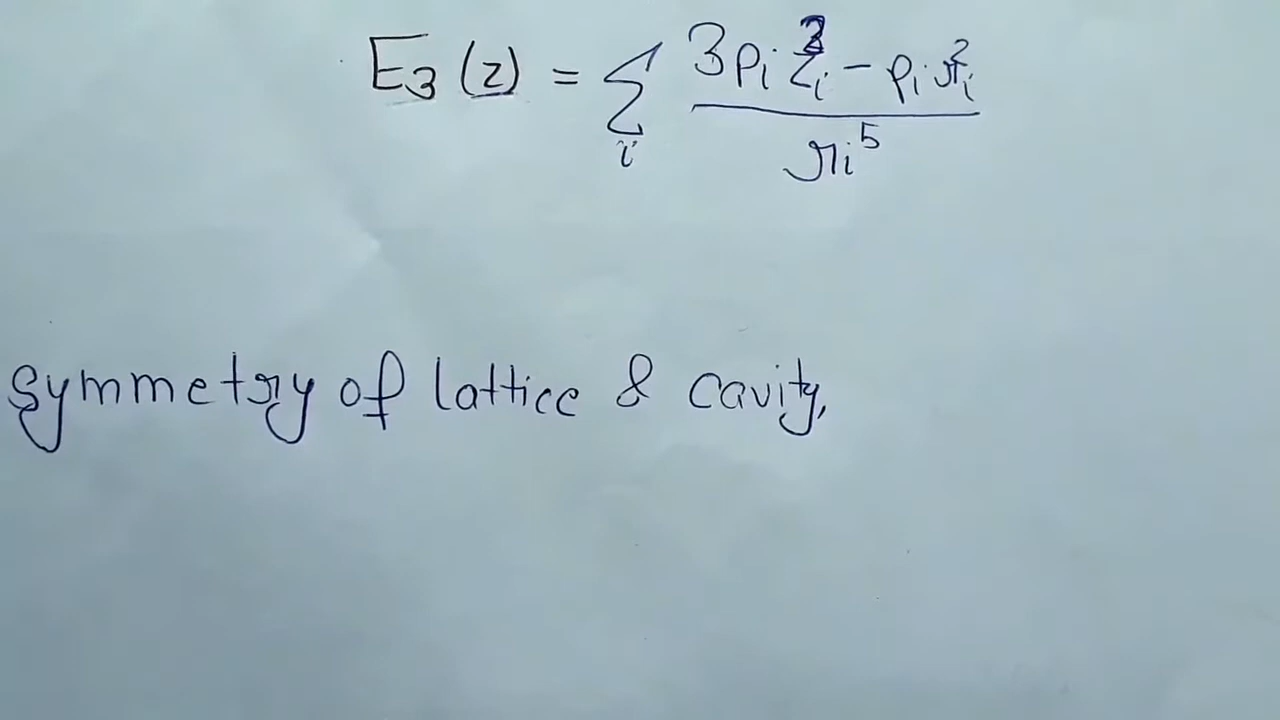 E₃ (z) = Σᵢ (3pᵢ zᵢ² − pᵢ rᵢ²) / rᵢ⁵
symmetry of lattice & cavity,